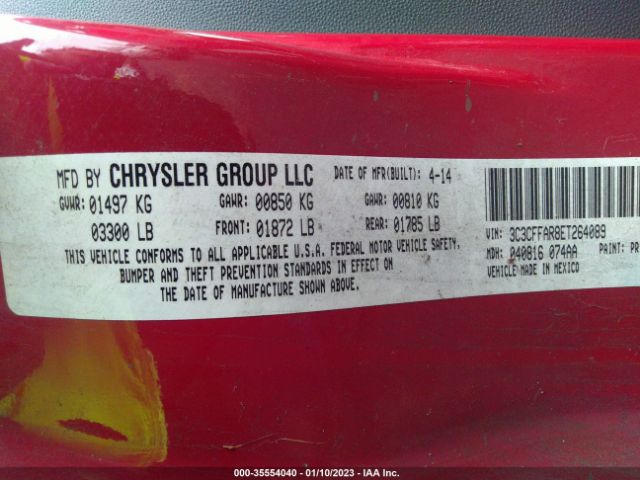 MFD BY CHRYSLER GROUP LLC DATE OF MFR(BUILT): 4-14
GVWR: 01497 KG GAWR: 00850 KG GAWR: 00810 KG
03300 LB FRONT: 01872 LB REAR: 01785 LB
THIS VEHICLE CONFORMS TO ALL APPLICABLE U.S.A. FEDERAL MOTOR VEHICLE SAFETY,
BUMPER AND THEFT PREVENTION STANDARDS IN EFFECT ON
THE DATE OF MANUFACTURE SHOWN ABOVE.
VIN: 3C3CFFAR8ET264089
MDH: 040816 074AA PAINT: PR
VEHICLE MADE IN MEXICO
000-35554040 - 01/10/2023 - IAA Inc.